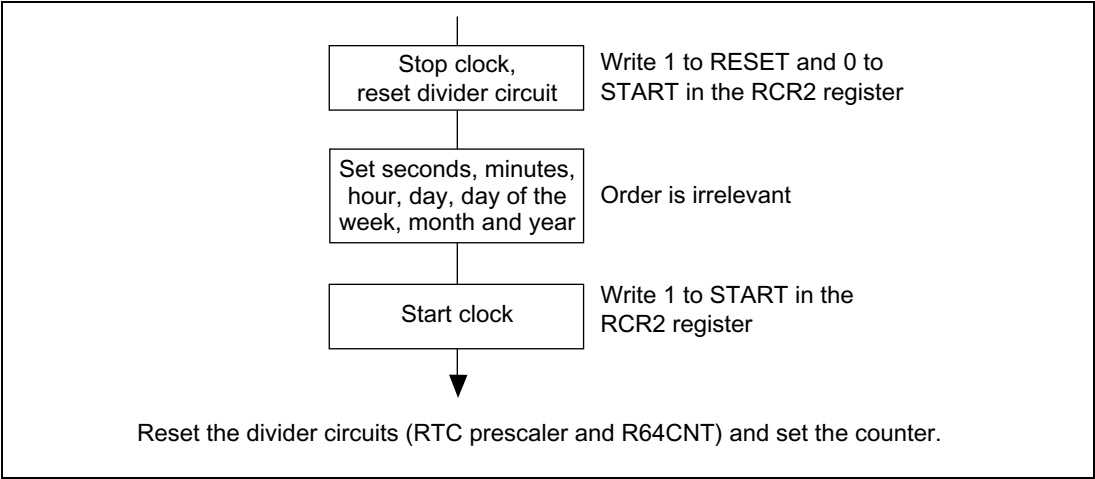 Stop clock,
reset divider circuit
Write 1 to RESET and 0 to
START in the RCR2 register
Set seconds, minutes,
hour, day, day of the
week, month and year
Order is irrelevant
Start clock
Write 1 to START in the
RCR2 register
Reset the divider circuits (RTC prescaler and R64CNT) and set the counter.